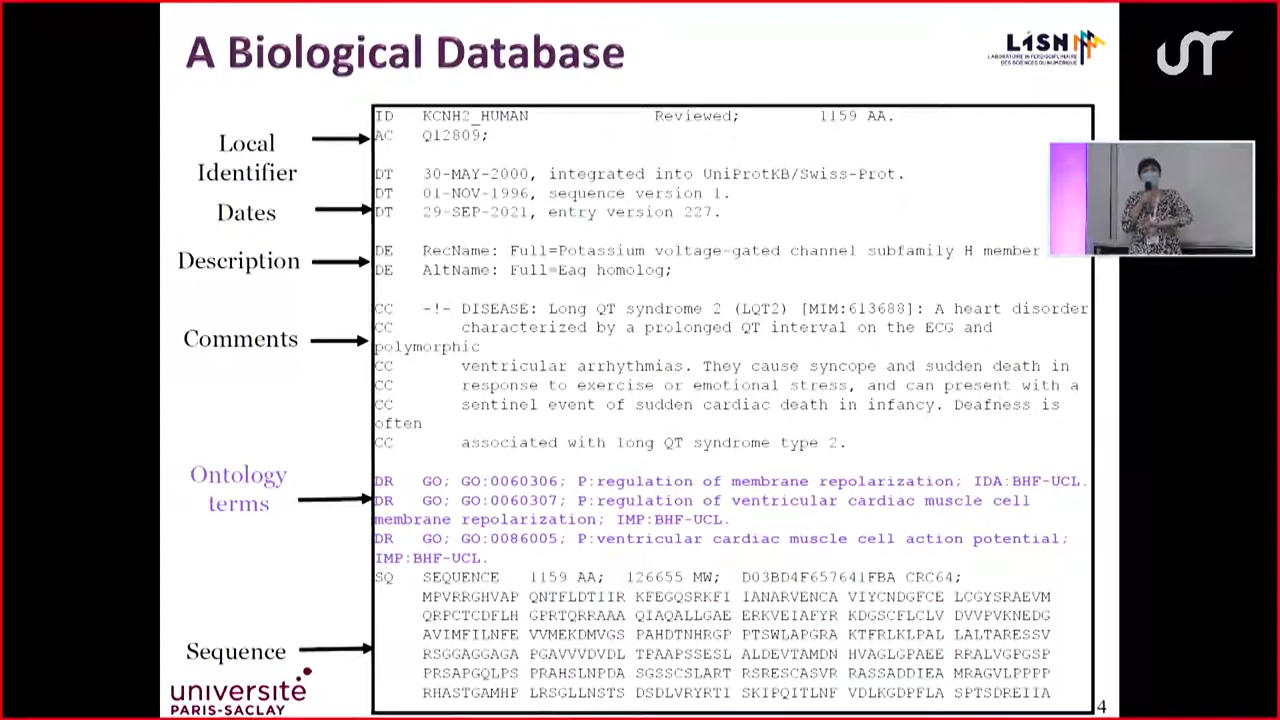 A Biological Database
LISN
LABORATOIRE INTERDISCIPLINAIRE
DES SCIENCES DU NUMÉRIQUE
UT
Local
Identifier
Dates
Description
Comments
Ontology
terms
Sequence
ID KCNH2_HUMAN Reviewed; 1159 AA.
AC Q12809;
DT 30-MAY-2000, integrated into UniProtKB/Swiss-Prot.
DT 01-NOV-1996, sequence version 1.
DT 29-SEP-2021, entry version 227.
DE RecName: Full=Potassium voltage-gated channel subfamily H member
DE AltName: Full=Eag homolog;
CC -!- DISEASE: Long QT syndrome 2 (LQT2) [MIM:613688]: A heart disorder
CC characterized by a prolonged QT interval on the ECG and
polymorphic
CC ventricular arrhythmias. They cause syncope and sudden death in
CC response to exercise or emotional stress, and can present with a
CC sentinel event of sudden cardiac death in infancy. Deafness is
often
CC associated with long QT syndrome type 2.
DR GO; GO:0060306; P:regulation of membrane repolarization; IDA:BHF-UCL.
DR GO; GO:0060307; P:regulation of ventricular cardiac muscle cell
membrane repolarization; IMP:BHF-UCL.
DR GO; GO:0086005; P:ventricular cardiac muscle cell action potential;
IMP:BHF-UCL.
SQ SEQUENCE 1159 AA; 126655 MW; D03BD4F657641FBA CRC64;
MPVRRGHVAP QNTFLDTIIR KFEGQSRKFI IANARVENCA VIYCNDGFCE LCGYSRAEVM
QRPCTCDFLH GPRTQRRAAA QIAQALLGAE ERKVEIAFYR KDGSCFLCLV DVVPVKNEDG
AVIMFILNFE VVMEKDMVGS PAHDTNHRGP PTSWLAPGRA KTFRLKLPAL LALTARESSV
RSGGAGGAGA PGAVVVDVDL TPAAPSSESL ALDEVTAMDN HVAGLGPAEE RRALVGPGSP
PRSAPGQLPS PRAHSLNPDA SGSSCSLART RSRESCASVR RASSADDIEA MRAGVLPPPP
RHASTGAMHP LRSGLLNSTS DSDLVRYRTI SKIPQITLNF VDLKGDPFLA SPTSDREIIA
université
PARIS-SACLAY
4